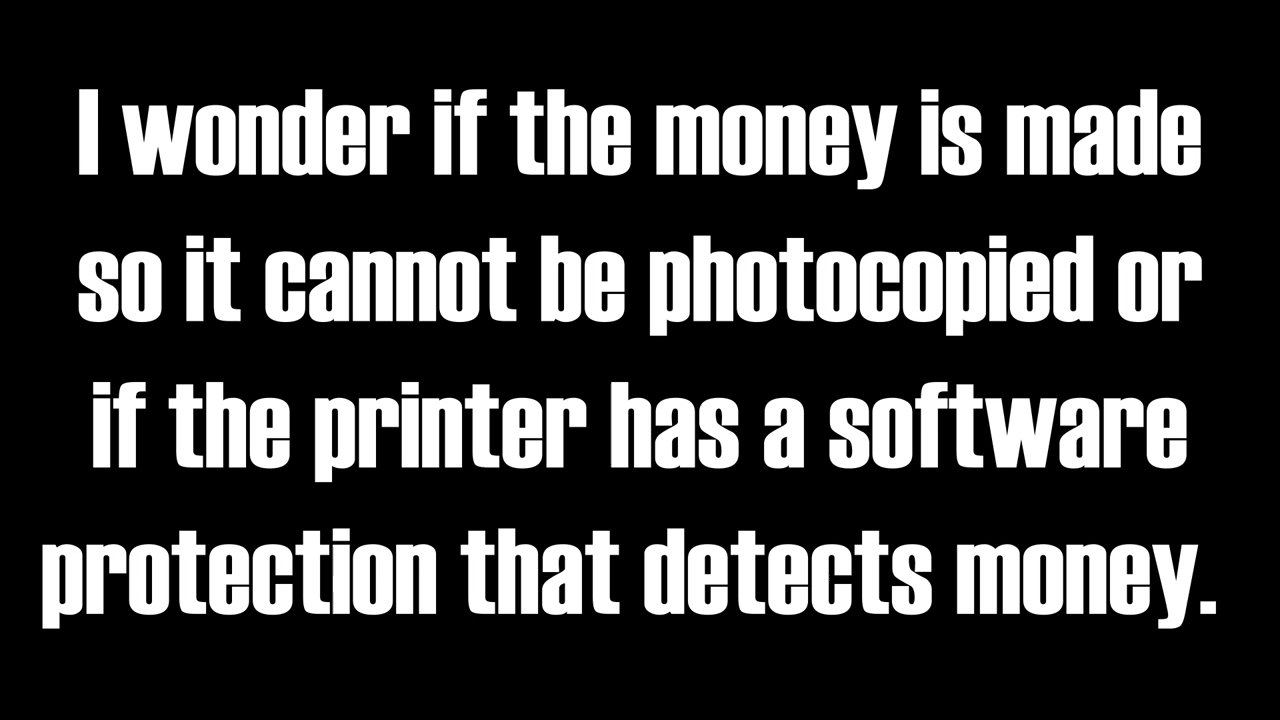 I wonder if the money is made
so it cannot be photocopied or
if the printer has a software
protection that detects money.